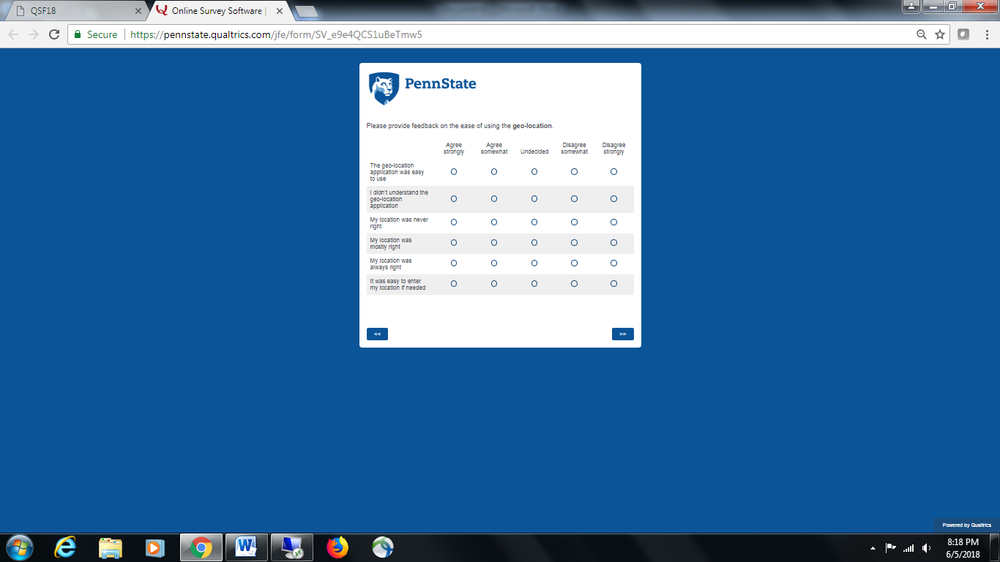 QSF18
Online Survey Software |
Secure
https://pennstate.qualtrics.com/jfe/form/SV_e9e4QCS1uBeTmw5
PennState
Please provide feedback on the ease of using the geo-location.
Agree strongly
Agree somewhat
Undecided
Disagree somewhat
Disagree strongly
The geo-location
application was easy
to use
I didn't understand the
geo-location
application
My location was never
right
My location was
mostly right
My location was
always right
It was easy to enter
my location if needed
<<
>>
Powered by Qualtrics
8:18 PM
6/5/2018